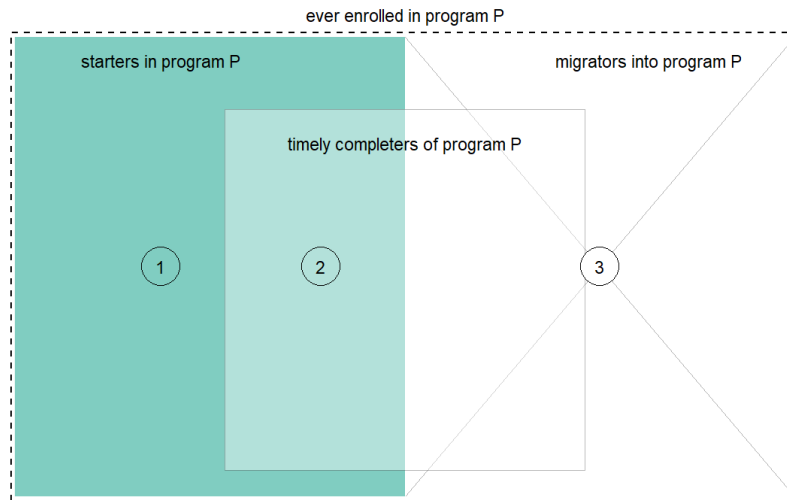 ever enrolled in program P
starters in program P
migrators into program P
timely completers of program P
1
2
3